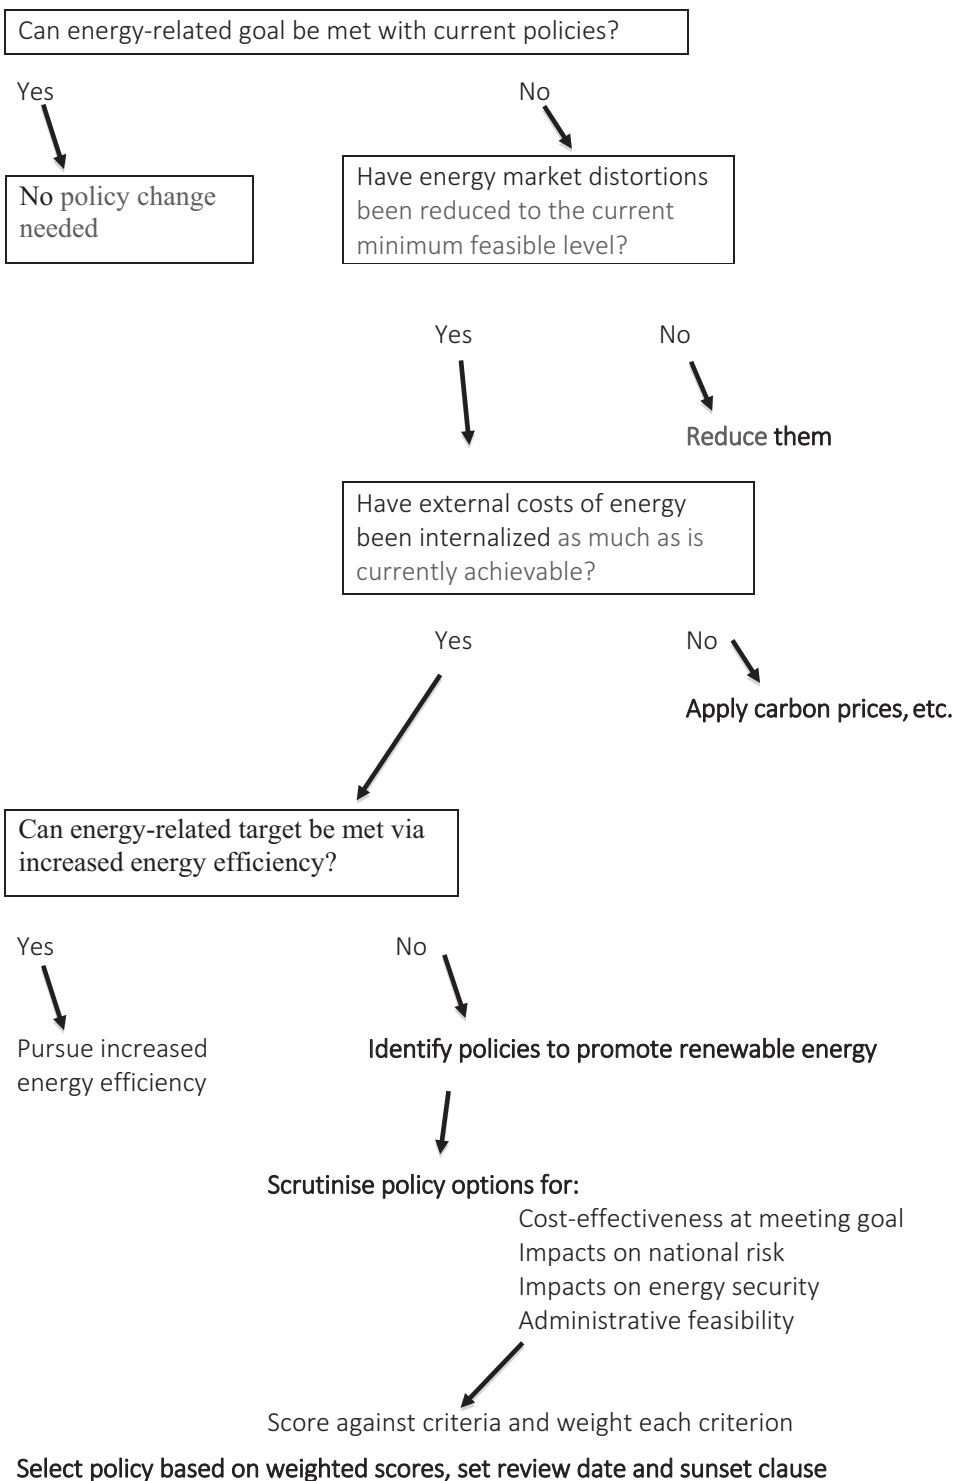 Can energy-related goal be met with current policies?
Yes
No
No policy change
needed
Have energy market distortions
been reduced to the current
minimum feasible level?
Yes
No
Reduce them
Have external costs of energy
been internalized as much as is
currently achievable?
Yes
No
Apply carbon prices, etc.
Can energy-related target be met via
increased energy efficiency?
Yes
No
Pursue increased
energy efficiency
Identify policies to promote renewable energy
Scrutinise policy options for:
Cost-effectiveness at meeting goal
Impacts on national risk
Impacts on energy security
Administrative feasibility
Score against criteria and weight each criterion
Select policy based on weighted scores, set review date and sunset clause